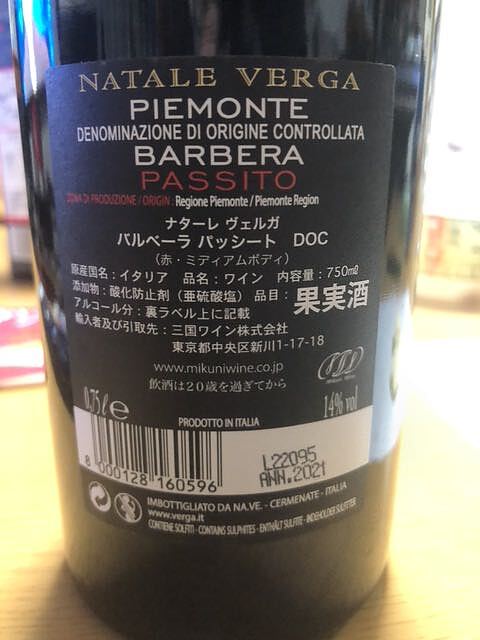 NATALE VERGA
PIEMONTE
DENOMINAZIONE DI ORIGINE CONTROLLATA
BARBERA
PASSITO
ZONA DI PRODUZIONE / ORIGIN : Regione Piemonte / Piemonte Region
ナターレ ヴェルガ
バルベーラ パッシート DOC
(赤・ミディアムボディ)
原産国名：イタリア 品名：ワイン 内容量：750mℓ
添加物：酸化防止剤（亜硫酸塩）品目：果実酒
アルコール分：裏ラベル上に記載
輸入者及び引取先：三国ワイン株式会社
東京都中央区新川1-17-18
www.mikuniwine.co.jp
飲酒は20歳を過ぎてから
0,75 ℓ e
14% vol
PRODOTTO IN ITALIA
8 000128 160596
L22095
ANN.2021
IMBOTTIGLIATO DA NA.VE. - CERMENATE - ITALIA
www.verga.it
CONTIENE SOLFITI - CONTAINS SULPHITES - ENTHÄLT SULFITE - INDEHOLDER SULFITTER